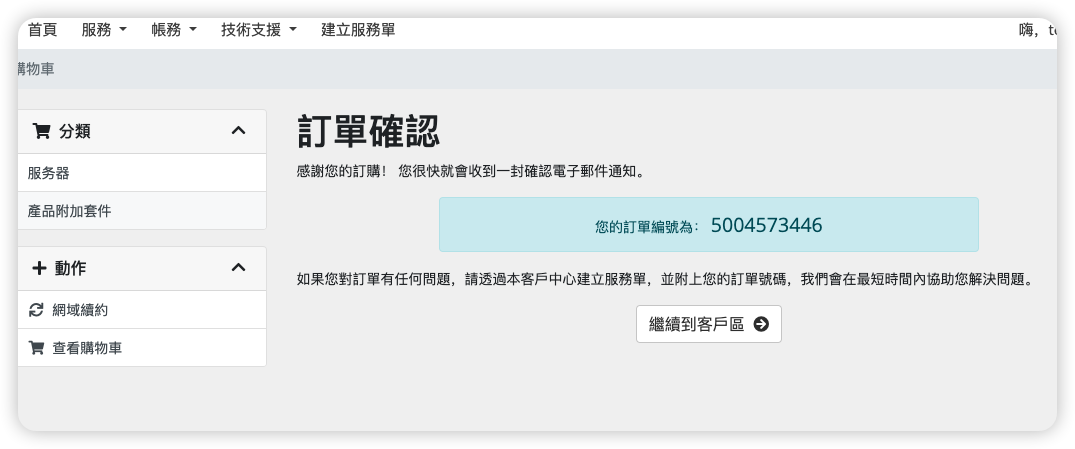 首頁 服務 帳務 技術支援 建立服務單 嗨，
購物車
分類
服务器
產品附加套件
動作
網域續約
查看購物車
訂單確認
感謝您的訂購！ 您很快就會收到一封確認電子郵件通知。
您的訂單編號為： 5004573446
如果您對訂單有任何問題，請透過本客戶中心建立服務單，並附上您的訂單號碼，我們會在最短時間內協助您解決問題。
繼續到客戶區